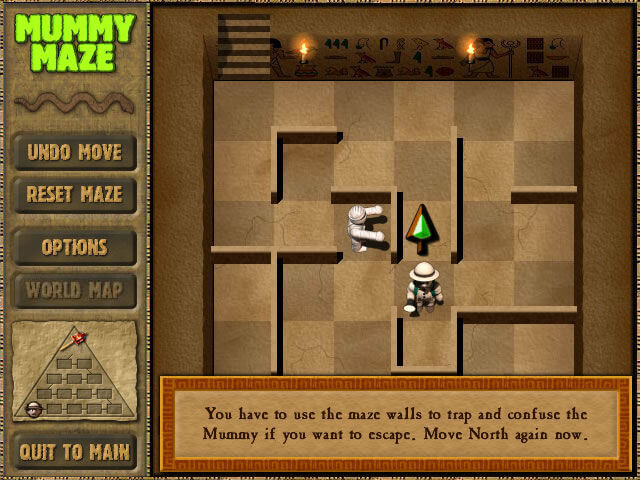 MUMMY
MAZE
UNDO MOVE
RESET MAZE
OPTIONS
WORLD MAP
QUIT TO MAIN
You have to use the maze walls to trap and confuse the
Mummy if you want to escape. Move North again now.